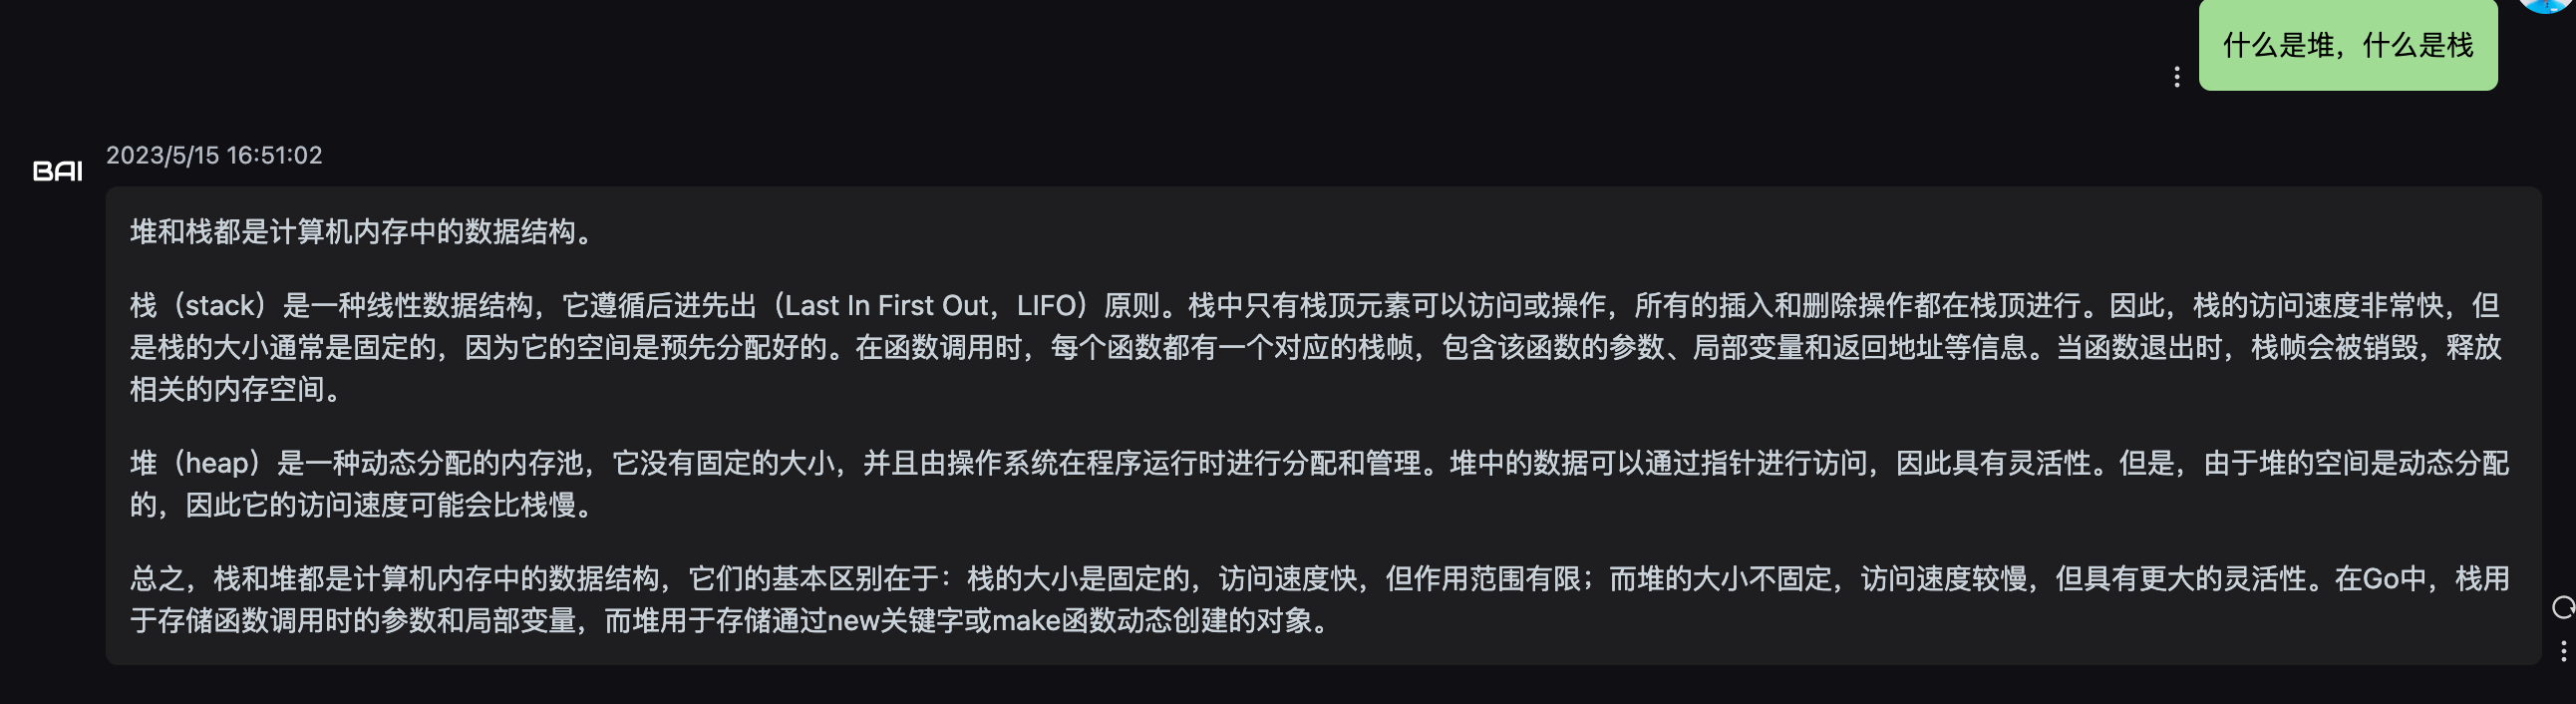 什么是堆，什么是栈
BAI
2023/5/15 16:51:02
堆和栈都是计算机内存中的数据结构。
栈（stack）是一种线性数据结构，它遵循后进先出（Last In First Out，LIFO）原则。栈中只有栈顶元素可以访问或操作，所有的插入和删除操作都在栈顶进行。因此，栈的访问速度非常快，但
是栈的大小通常是固定的，因为它的空间是预先分配好的。在函数调用时，每个函数都有一个对应的栈帧，包含该函数的参数、局部变量和返回地址等信息。当函数退出时，栈帧会被销毁，释放
相关的内存空间。
堆（heap）是一种动态分配的内存池，它没有固定的大小，并且由操作系统在程序运行时进行分配和管理。堆中的数据可以通过指针进行访问，因此具有灵活性。但是，由于堆的空间是动态分配
的，因此它的访问速度可能会比栈慢。
总之，栈和堆都是计算机内存中的数据结构，它们的基本区别在于：栈的大小是固定的，访问速度快，但作用范围有限；而堆的大小不固定，访问速度较慢，但具有更大的灵活性。在Go中，栈用
于存储函数调用时的参数和局部变量，而堆用于存储通过new关键字或make函数动态创建的对象。